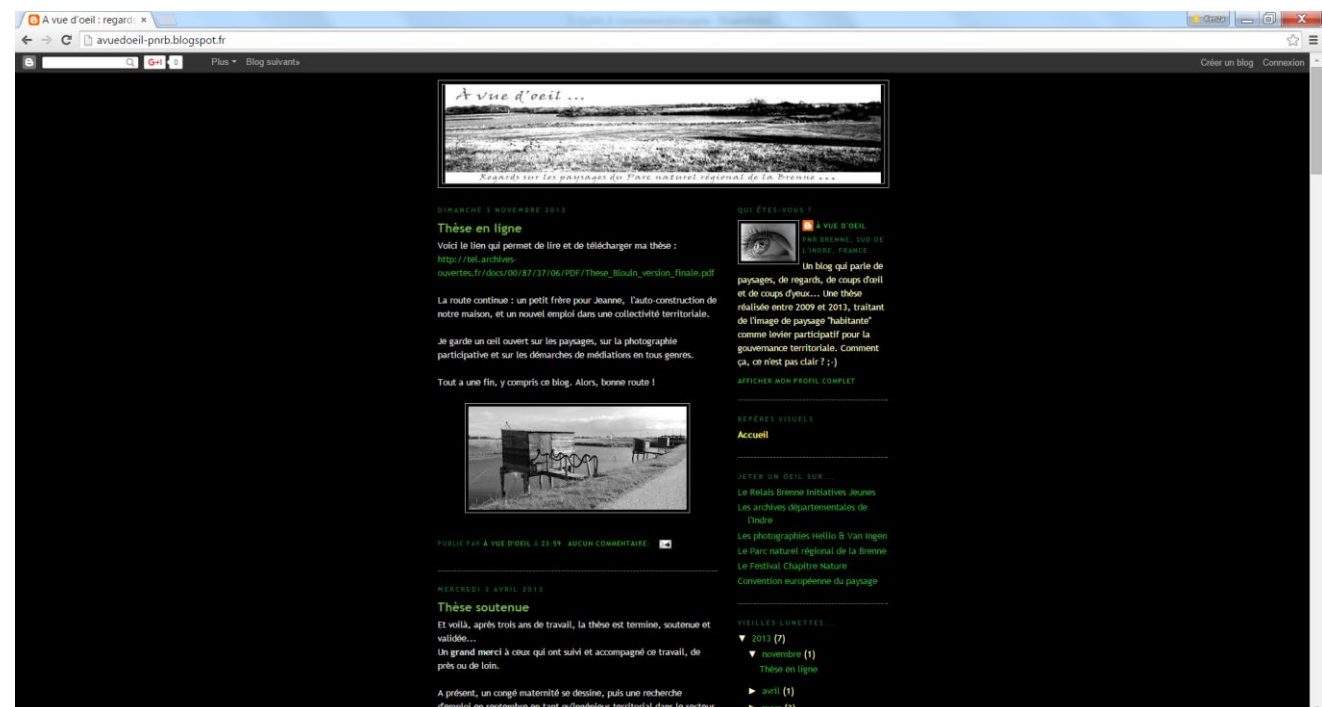 A vue d'oeil : regard
avuedoeil-pnrb.blogspot.fr
G+1 0 Plus Blog suivant» Créer un blog Connexion
À vue d'oeil ...
Regards sur les paysages du Parc naturel régional de la Brenne ...
DIMANCHE 3 NOVEMBRE 2013
Thèse en ligne
Voici le lien qui permet de lire et de télécharger ma thèse :
http://tel.archives-
ouvertes.fr/docs/00/87/37/06/PDF/These_Blouin_version_finale.pdf
La route continue : un petit frère pour Jeanne, l'auto-construction de
notre maison, et un nouvel emploi dans une collectivité territoriale.
Je garde un œil ouvert sur les paysages, sur la photographie
participative et sur les démarches de médiations en tous genres.
Tout a une fin, y compris ce blog. Alors, bonne route !
PUBLIÉ PAR À VUE D'OEIL À 23:59 AUCUN COMMENTAIRE:
MERCREDI 3 AVRIL 2013
Thèse soutenue
Et voilà, après trois ans de travail, la thèse est termine, soutenue et
validée...
Un grand merci à ceux qui ont suivi et accompagné ce travail, de
près ou de loin.
A présent, un congé maternité se dessine, puis une recherche
d'emploi en septembre en tant qu'ingénieur territorial dans le secteur
QUI ÊTES-VOUS ?
À VUE D'OEIL
PNR BRENNE, SUD DE
L'INDRE, FRANCE
Un blog qui parle de
paysages, de regards, de coups d'œil
et de coups d'yeux... Une thèse
réalisée entre 2009 et 2013, traitant
de l'image de paysage "habitante"
comme levier participatif pour la
gouvernance territoriale. Comment
ça, ce n'est pas clair ? ;-)
AFFICHER MON PROFIL COMPLET
REPÈRES VISUELS
Accueil
JETER UN OEIL SUR...
Le Relais Brenne Initiatives Jeunes
Les archives départementales de
l'Indre
Les photographies Hellio & Van Ingen
Le Parc naturel régional de la Brenne
Le Festival Chapitre Nature
Convention européenne du paysage
VIEILLES LUNETTES...
▼ 2013 (7)
▼ novembre (1)
Thèse en ligne
► avril (1)